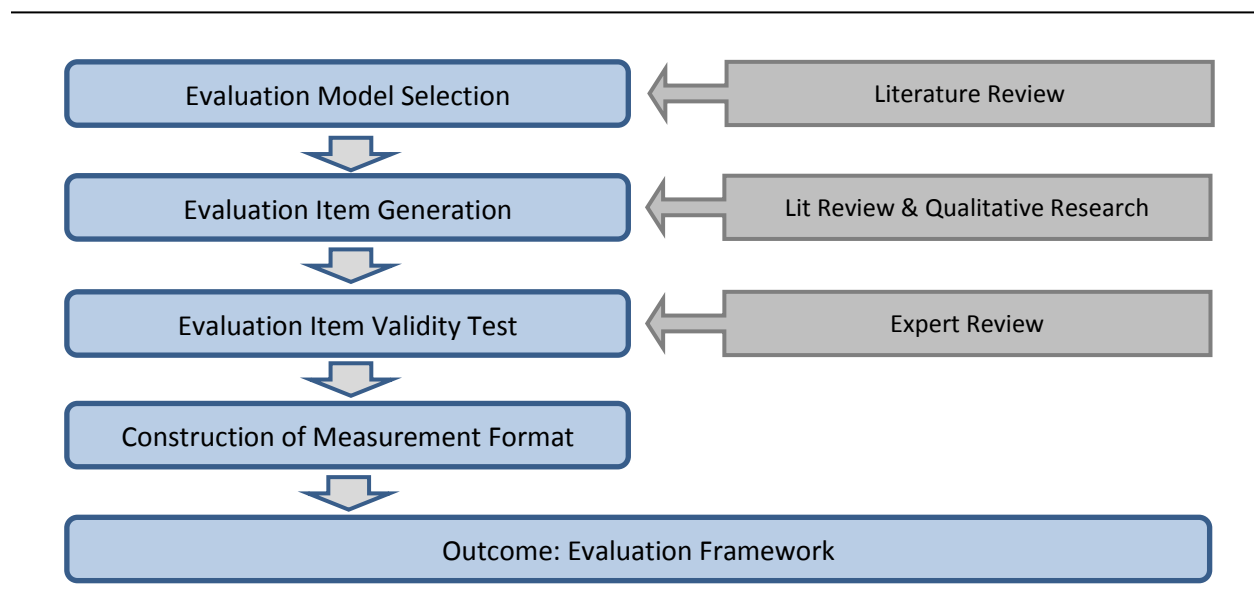 Evaluation Model Selection
Literature Review
Evaluation Item Generation
Lit Review & Qualitative Research
Evaluation Item Validity Test
Expert Review
Construction of Measurement Format
Outcome: Evaluation Framework